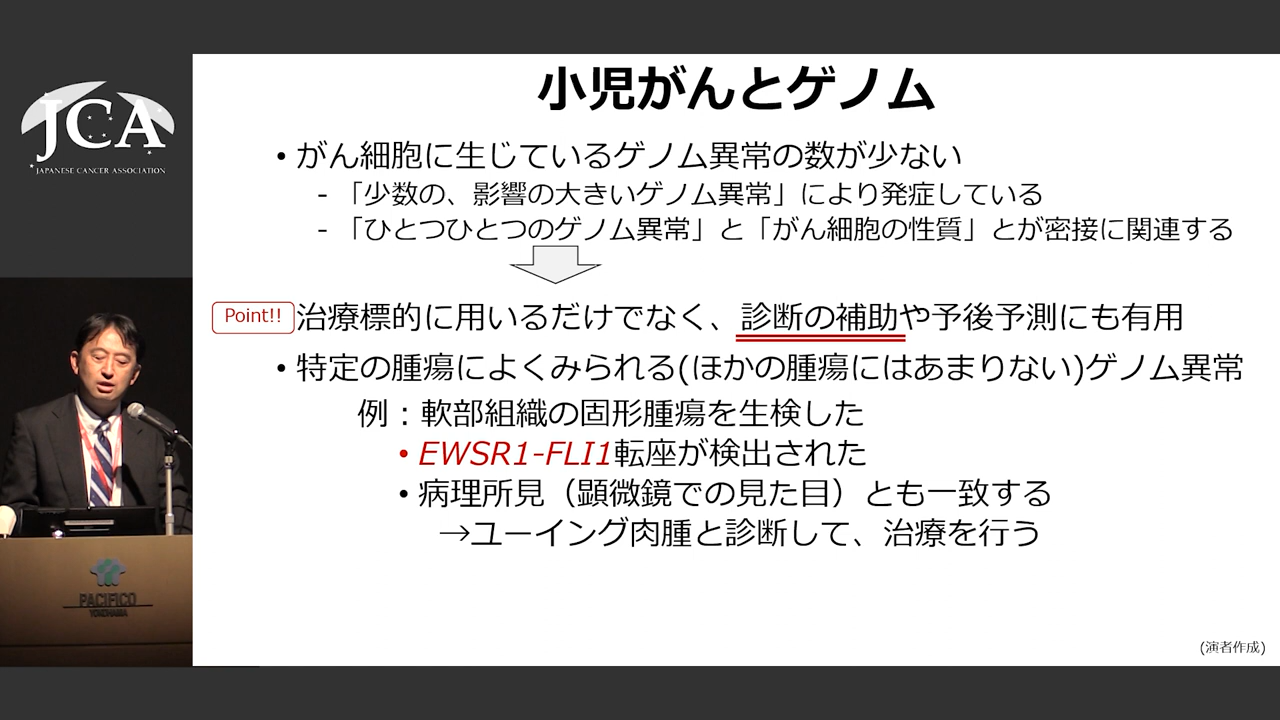 JCA
JAPANESE CANCER ASSOCIATION
小児がんとゲノム
• がん細胞に生じているゲノム異常の数が少ない
- 「少数の、影響の大きいゲノム異常」により発症している
- 「ひとつひとつのゲノム異常」と「がん細胞の性質」とが密接に関連する
Point!! 治療標的に用いるだけでなく、診断の補助や予後予測にも有用
• 特定の腫瘍によくみられる(ほかの腫瘍にはあまりない)ゲノム異常
例：軟部組織の固形腫瘍を生検した
• EWSR1-FLI1転座が検出された
• 病理所見（顕微鏡での見た目）とも一致する
→ユーイング肉腫と診断して、治療を行う
(演者作成)
PACIFICO
YOKOHAMA